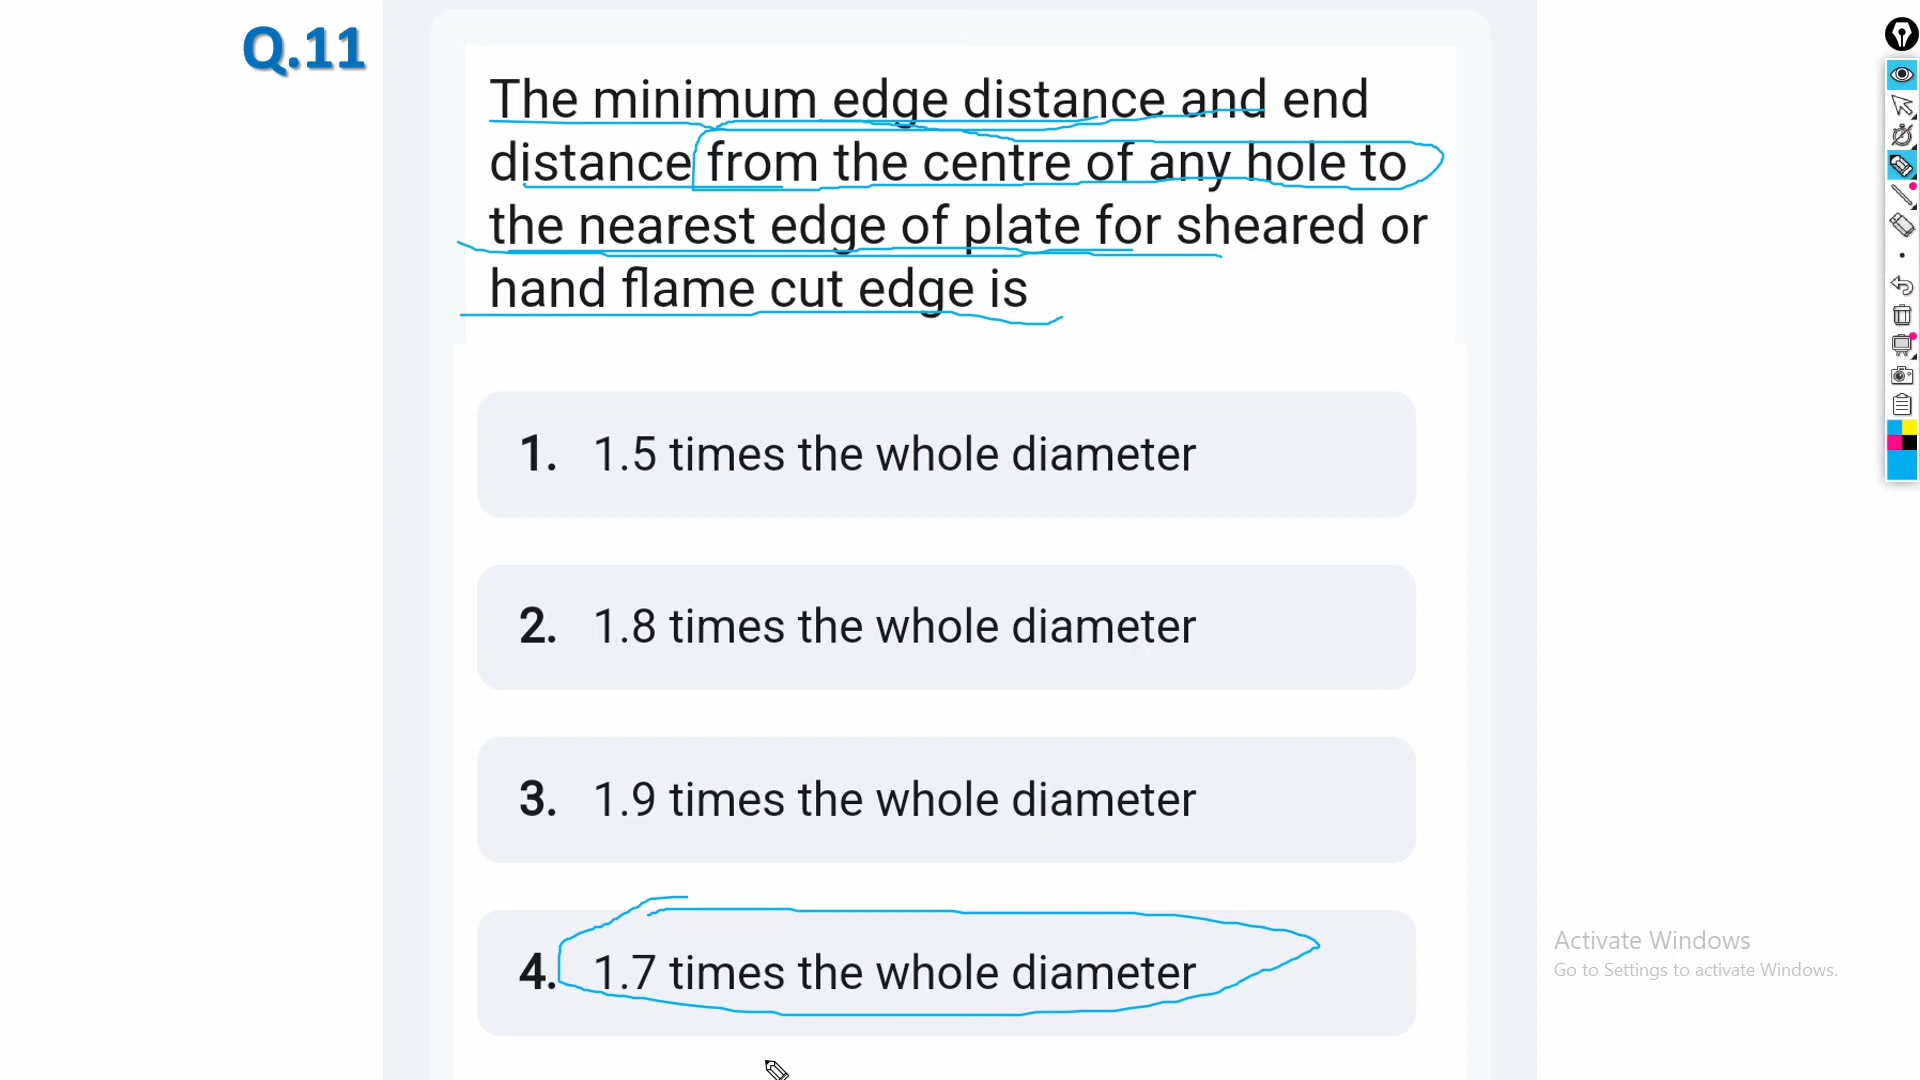 Q.11
The minimum edge distance and end
distance from the centre of any hole to
the nearest edge of plate for sheared or
hand flame cut edge is
1. 1.5 times the whole diameter
2. 1.8 times the whole diameter
3. 1.9 times the whole diameter
4. 1.7 times the whole diameter
Activate Windows
Go to Settings to activate Windows.